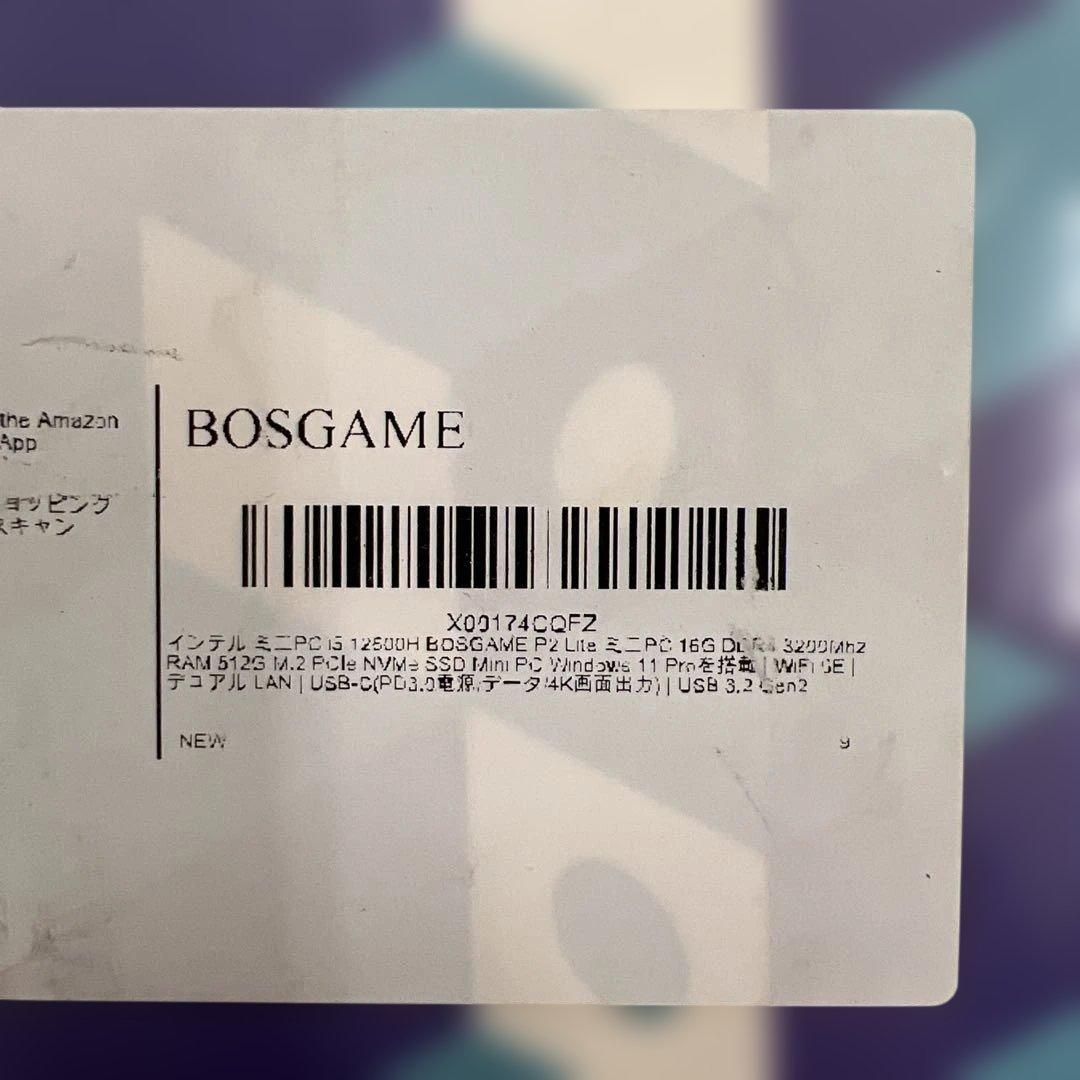 the Amazon
App
ョッピング
スキャン
BOSGAME
X00174CQFZ
インテル ミニPC i5 12600H BOSGAME P2 Lite ミニPC 16G DDR4 3200Mhz
RAM 512G M.2 PCIe NVMe SSD Mini PC Windows 11 Proを搭載 | WiFi 6E |
デュアル LAN | USB-C(PD3.0電源/データ/4K画面出力) | USB 3.2 Gen2
NEW
9